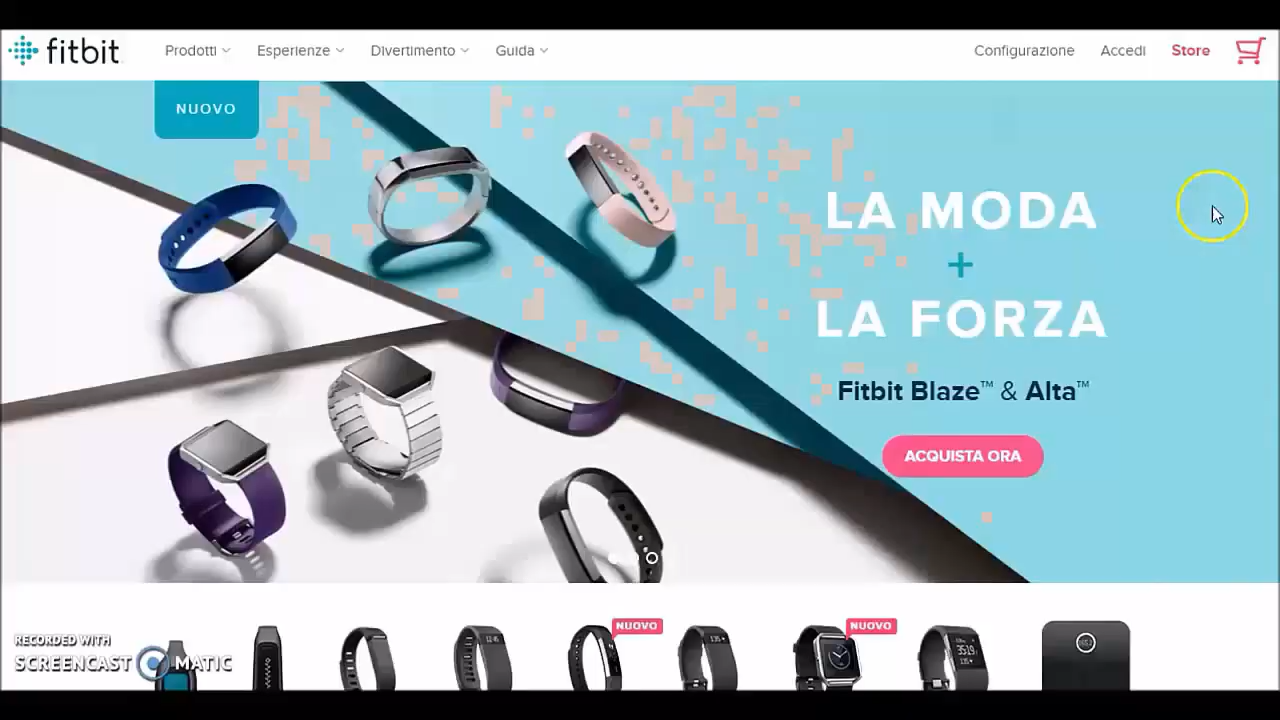 fitbit
Prodotti
Esperienze
Divertimento
Guida
Configurazione
Accedi
Store
NUOVO
LA MODA
+
LA FORZA
Fitbit Blaze™ & Alta™
ACQUISTA ORA
NUOVO
NUOVO
RECORDED WITH
SCREENCAST MATIC